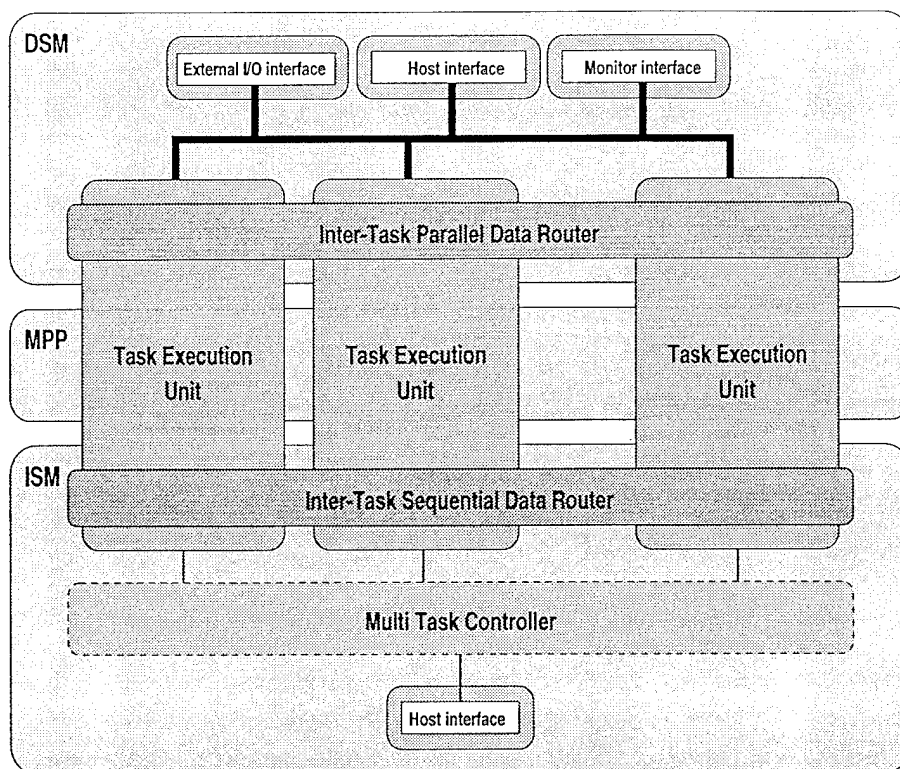 DSM
External I/O interface
Host interface
Monitor interface
Inter-Task Parallel Data Router
MPP
Task Execution
Unit
Task Execution
Unit
Task Execution
Unit
ISM
Inter-Task Sequential Data Router
Multi Task Controller
Host interface